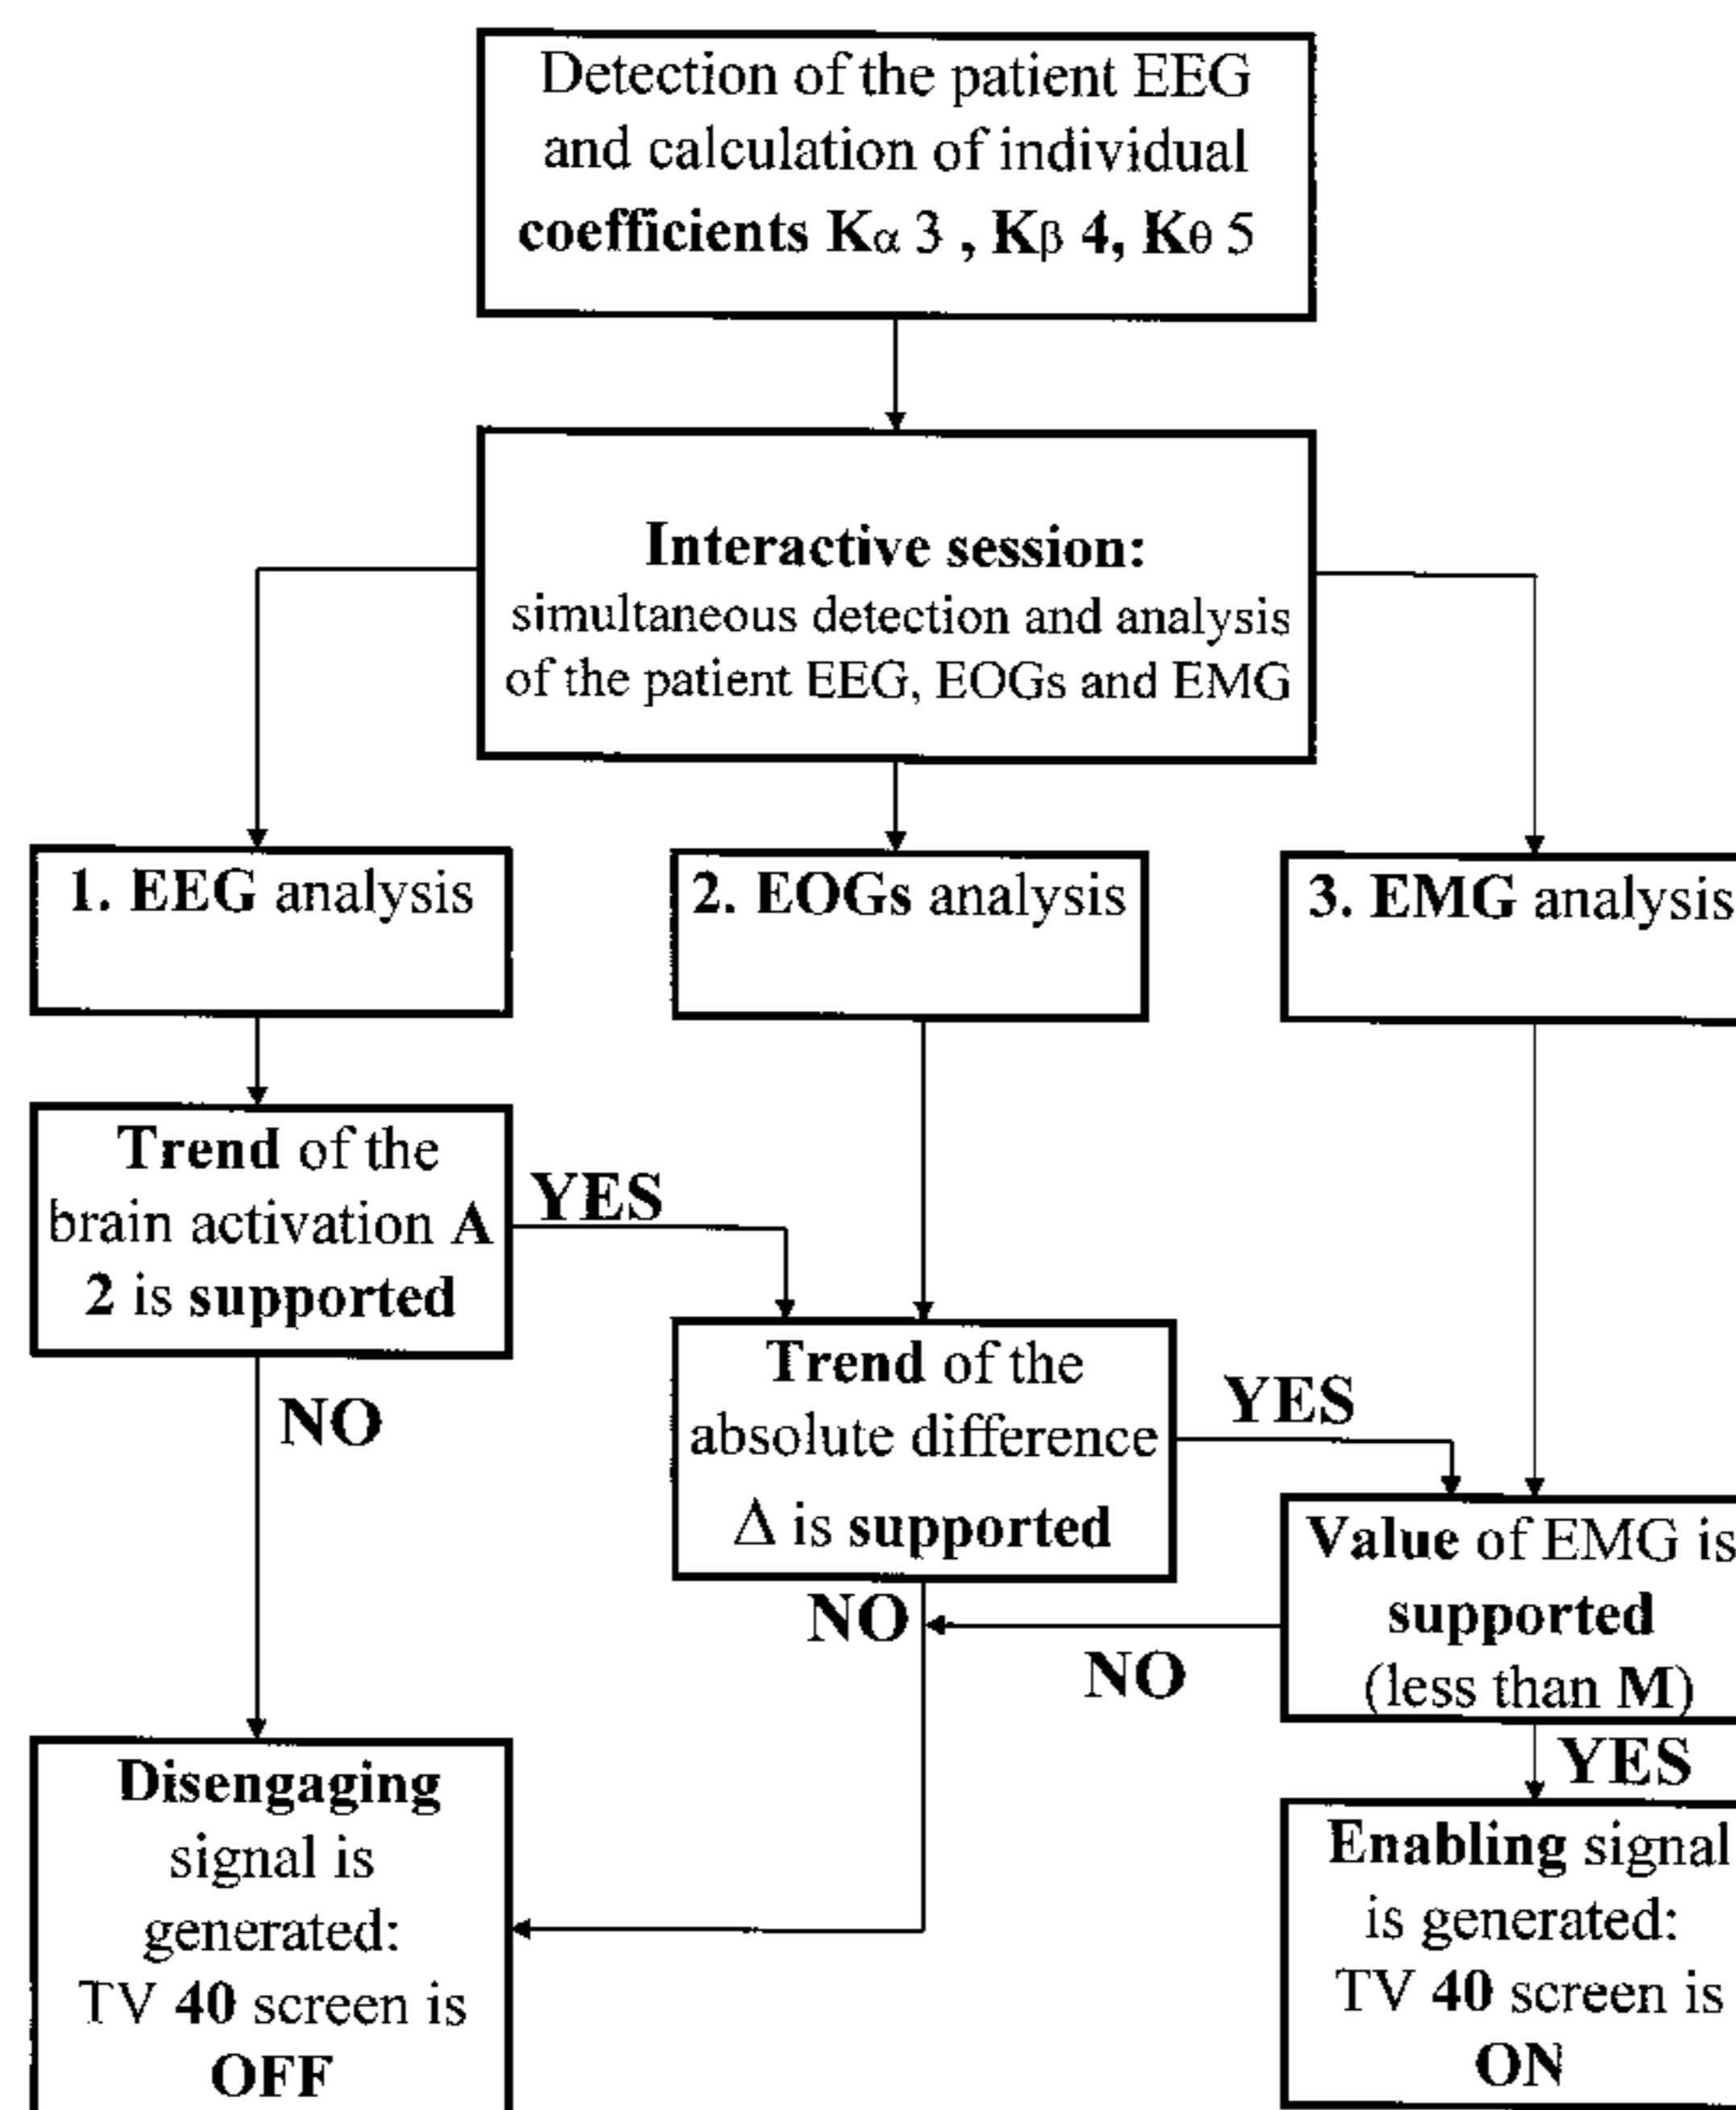 Detection of the patient EEG
and calculation of individual
coefficients Kα 3 , Kβ 4, Kθ 5
Interactive session:
simultaneous detection and analysis
of the patient EEG, EOGs and EMG
1. EEG analysis
2. EOGs analysis
3. EMG analysis
Trend of the
brain activation A
2 is supported
YES
NO
Trend of the
absolute difference
Δ is supported
YES
NO
Value of EMG is
supported
(less than M)
NO
YES
Disengaging
signal is
generated:
TV 40 screen is
OFF
Enabling signal
is generated:
TV 40 screen is
ON